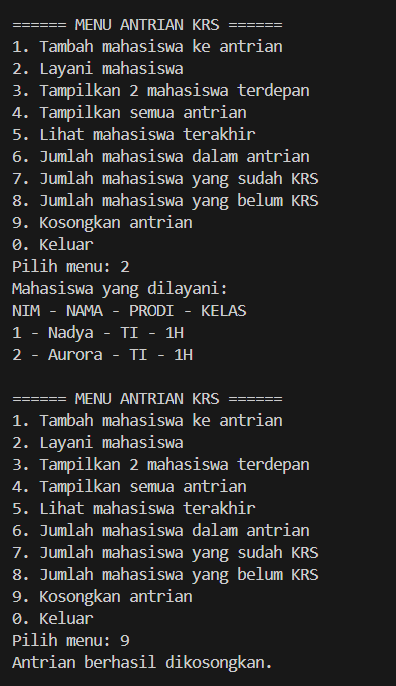 ====== MENU ANTRIAN KRS ======
1. Tambah mahasiswa ke antrian
2. Layani mahasiswa
3. Tampilkan 2 mahasiswa terdepan
4. Tampilkan semua antrian
5. Lihat mahasiswa terakhir
6. Jumlah mahasiswa dalam antrian
7. Jumlah mahasiswa yang sudah KRS
8. Jumlah mahasiswa yang belum KRS
9. Kosongkan antrian
0. Keluar
Pilih menu: 2
Mahasiswa yang dilayani:
NIM - NAMA - PRODI - KELAS
1 - Nadya - TI - 1H
2 - Aurora - TI - 1H

====== MENU ANTRIAN KRS ======
1. Tambah mahasiswa ke antrian
2. Layani mahasiswa
3. Tampilkan 2 mahasiswa terdepan
4. Tampilkan semua antrian
5. Lihat mahasiswa terakhir
6. Jumlah mahasiswa dalam antrian
7. Jumlah mahasiswa yang sudah KRS
8. Jumlah mahasiswa yang belum KRS
9. Kosongkan antrian
0. Keluar
Pilih menu: 9
Antrian berhasil dikosongkan.